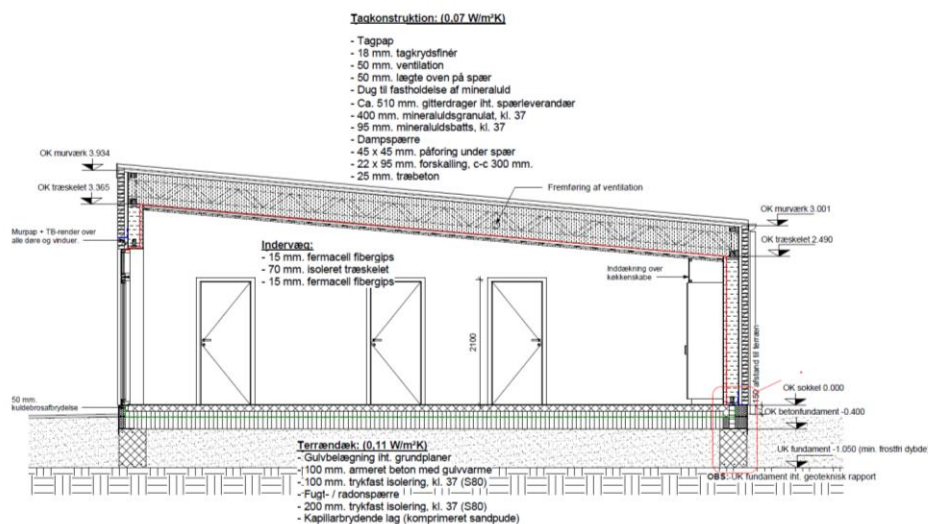 Tagkonstruktion: (0,07 W/m²K)
- Tagpap
- 18 mm. tagkrydsfinér
- 50 mm. ventilation
- 50 mm. lægte oven på spær
- Dug til fastholdelse af mineraluld
- Ca. 510 mm. gitterdrager iht. spærleverandør
- 400 mm. mineraluldsgranulat, kl. 37
- 95 mm. mineraluldsbatts, kl. 37
- Dampspærre
- 45 x 45 mm. påforing under spær
- 22 x 95 mm. forskalling, c-c 300 mm.
- 25 mm. træbeton
OK murværk 3.934
OK træskelet 3.365
Fremføring af ventilation
OK murværk 3.001
OK træskelet 2.490
Murpap + TB-render over
alle døre og vinduer.
Indervæg:
- 15 mm. fermacell fibergips
- 70 mm. isoleret træskelet
- 15 mm. fermacell fibergips
Inddækning over
køkkenskabe
2100
150 afstand til terræn
OK sokkel 0.000
50 mm.
kuldebrosafbrydelse
OK betonfundament -0.400
Terrændæk: (0,11 W/m²K)
- Gulvbelægning iht. grundplaner
- 100 mm. armeret beton med gulvvarme
- 100 mm. trykfast isolering, kl. 37 (S80)
- Fugt- / radonspærre
- 200 mm. trykfast isolering, kl. 37 (S80)
- Kapillarbrydende lag (komprimeret sandpude)
UK fundament -1.050 (min. frostfri dybde)
OBS: UK fundament iht. geoteknisk rapport